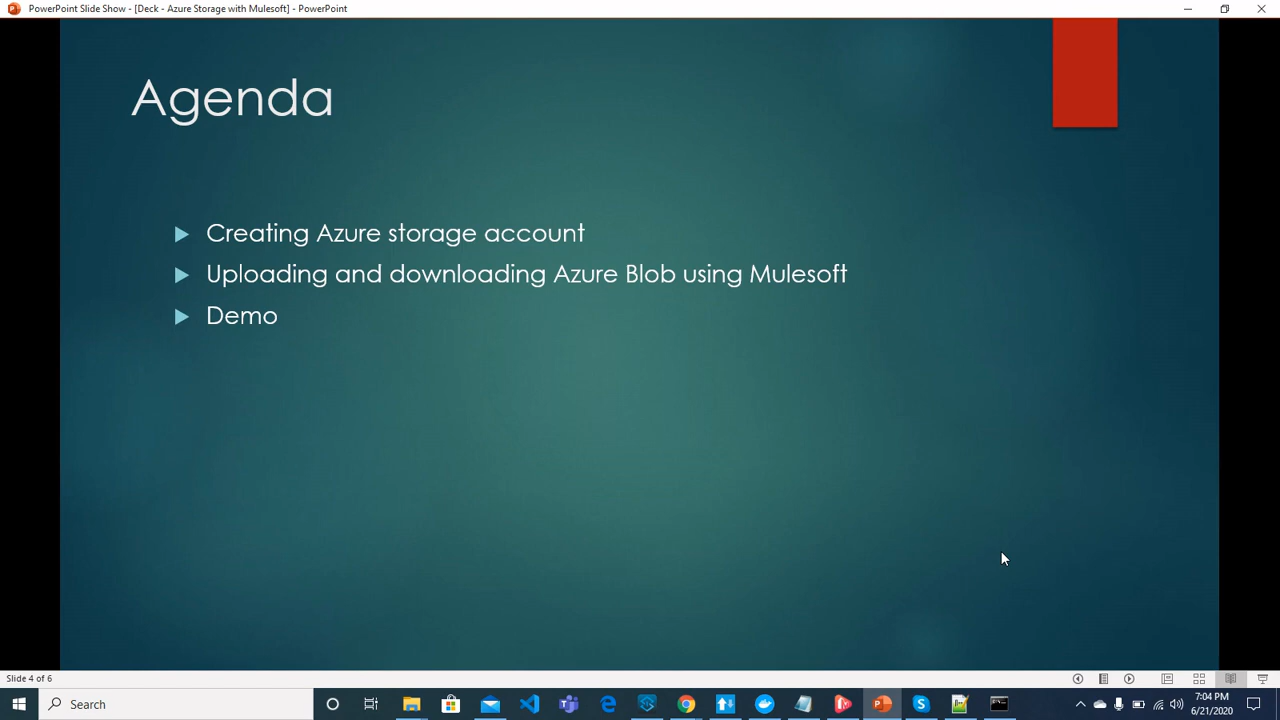 PowerPoint Slide Show - [Deck - Azure Storage with Mulesoft] - PowerPoint
Agenda
Creating Azure storage account
Uploading and downloading Azure Blob using Mulesoft
Demo
Slide 4 of 6
Search
7:04 PM
6/21/2020